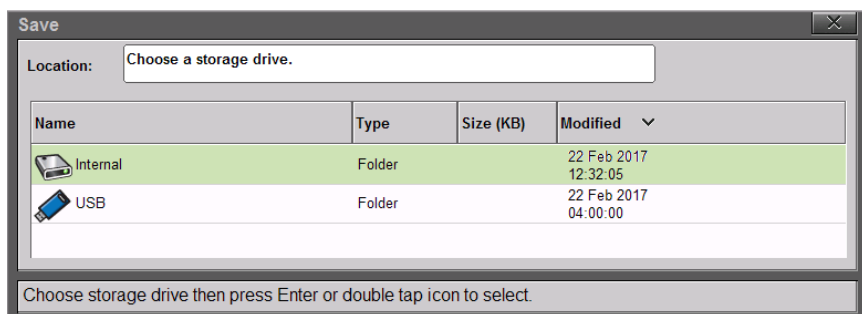 Save
Location: Choose a storage drive.
Name Type Size (KB) Modified
Internal Folder 22 Feb 2017
12:32:05
USB Folder 22 Feb 2017
04:00:00
Choose storage drive then press Enter or double tap icon to select.